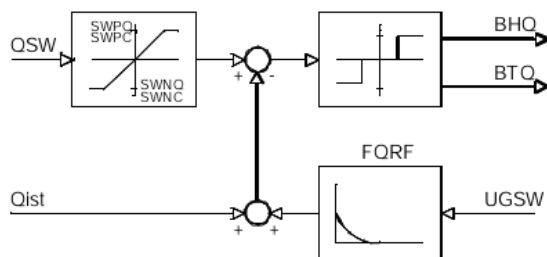 SWPQ
SWPC
QSW
SWNQ
SWNC
+
-
BHQ
BTQ
FQRF
Qist
+
+
UGSW